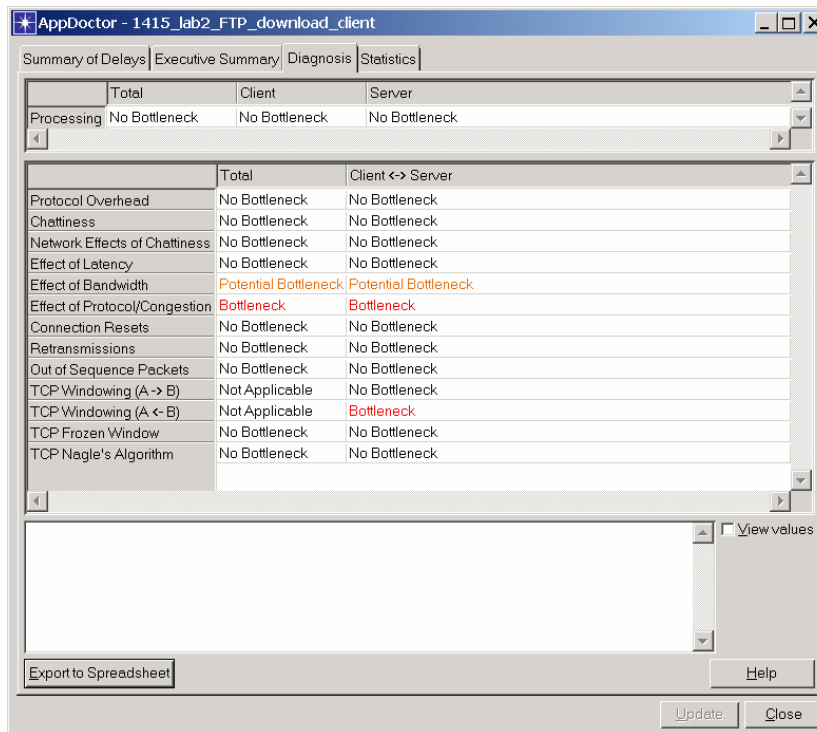 AppDoctor - 1415_lab2_FTP_download_client
Summary of Delays Executive Summary Diagnosis Statistics
Total Client Server
Processing No Bottleneck No Bottleneck No Bottleneck
Total Client <-> Server
Protocol Overhead No Bottleneck No Bottleneck
Chattiness No Bottleneck No Bottleneck
Network Effects of Chattiness No Bottleneck No Bottleneck
Effect of Latency No Bottleneck No Bottleneck
Effect of Bandwidth Potential Bottleneck Potential Bottleneck
Effect of Protocol/Congestion Bottleneck Bottleneck
Connection Resets No Bottleneck No Bottleneck
Retransmissions No Bottleneck No Bottleneck
Out of Sequence Packets No Bottleneck No Bottleneck
TCP Windowing (A -> B) Not Applicable No Bottleneck
TCP Windowing (A <- B) Not Applicable Bottleneck
TCP Frozen Window No Bottleneck No Bottleneck
TCP Nagle's Algorithm No Bottleneck No Bottleneck
View values
Export to Spreadsheet Help
Update Close